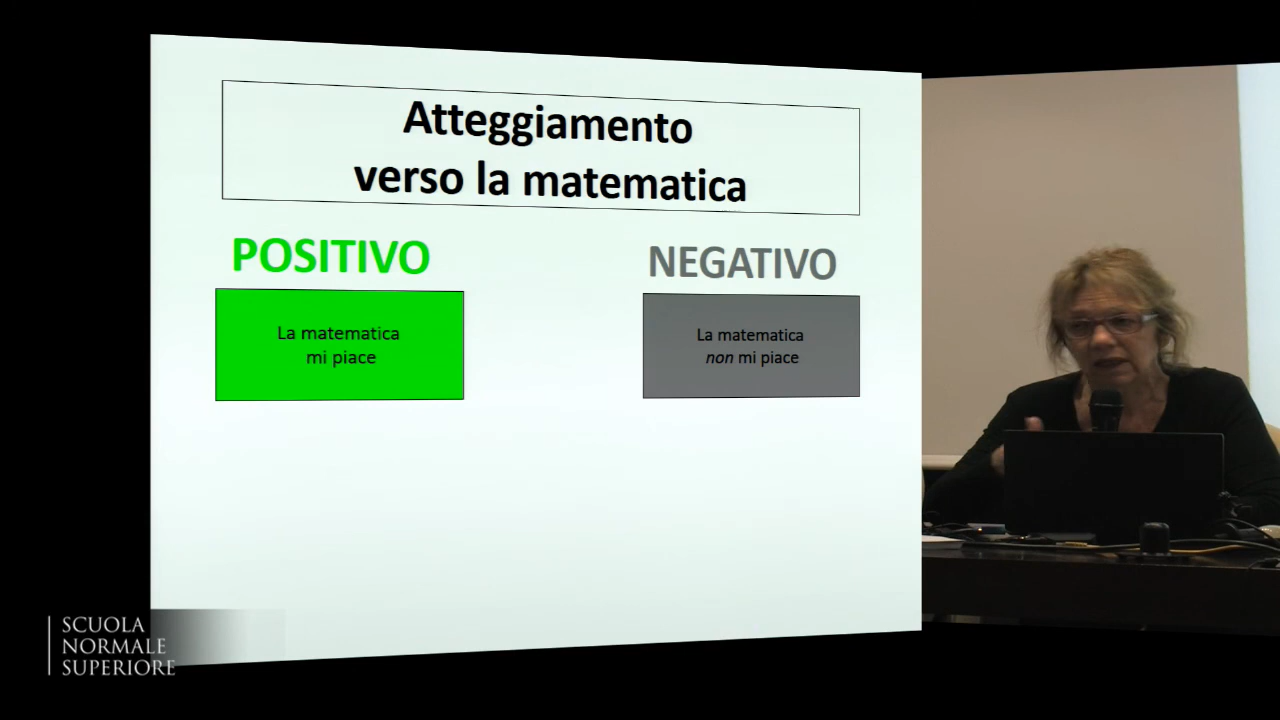 Atteggiamento
verso la matematica
POSITIVO
NEGATIVO
La matematica
mi piace
La matematica
non mi piace
SCUOLA
NORMALE
SUPERIORE